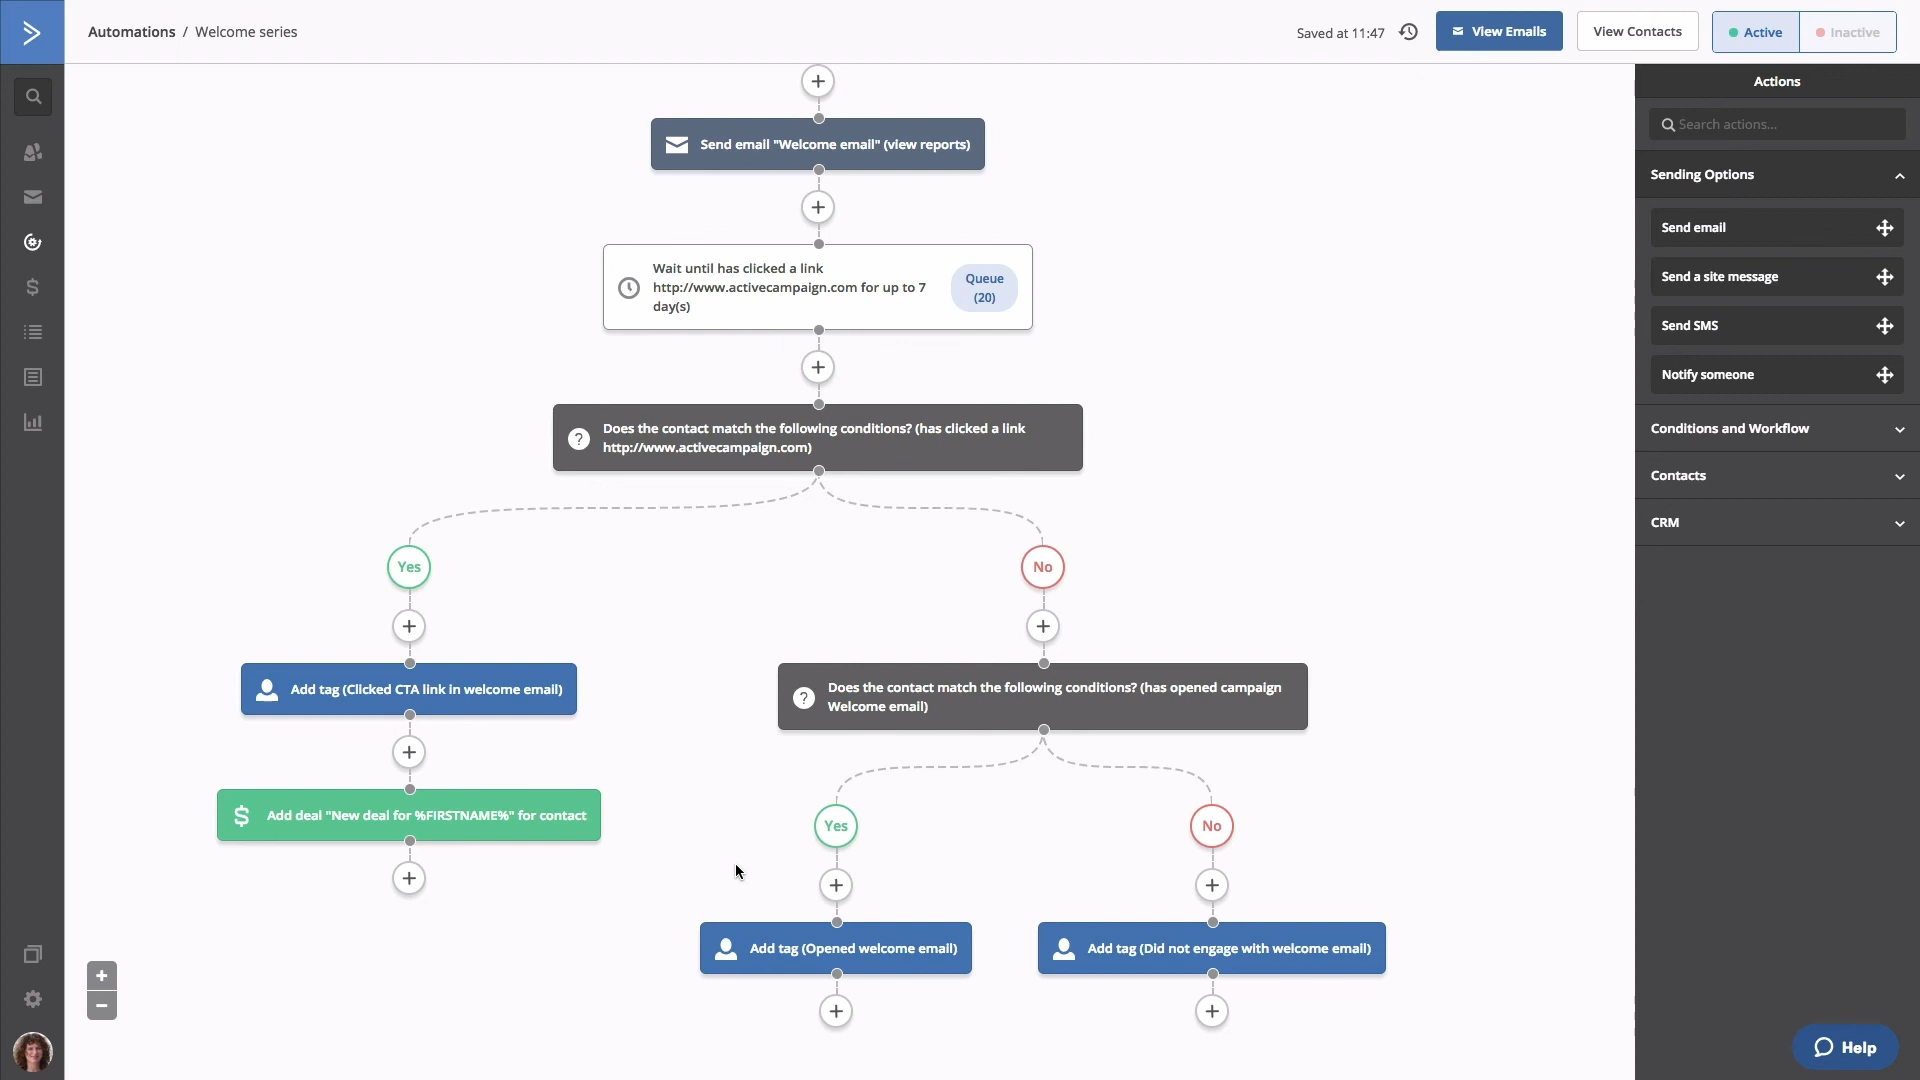 Automations / Welcome series
Saved at 11:47
View Emails
View Contacts
Active
Inactive
Send email "Welcome email" (view reports)
Wait until has clicked a link
http://www.activecampaign.com for up to 7
day(s)
Queue
(20)
Does the contact match the following conditions? (has clicked a link
http://www.activecampaign.com)
Yes
No
Add tag (Clicked CTA link in welcome email)
Does the contact match the following conditions? (has opened campaign
Welcome email)
Add deal "New deal for %FIRSTNAME%" for contact
Yes
No
Add tag (Opened welcome email)
Add tag (Did not engage with welcome email)
Actions
Search actions...
Sending Options
Send email
Send a site message
Send SMS
Notify someone
Conditions and Workflow
Contacts
CRM
Help